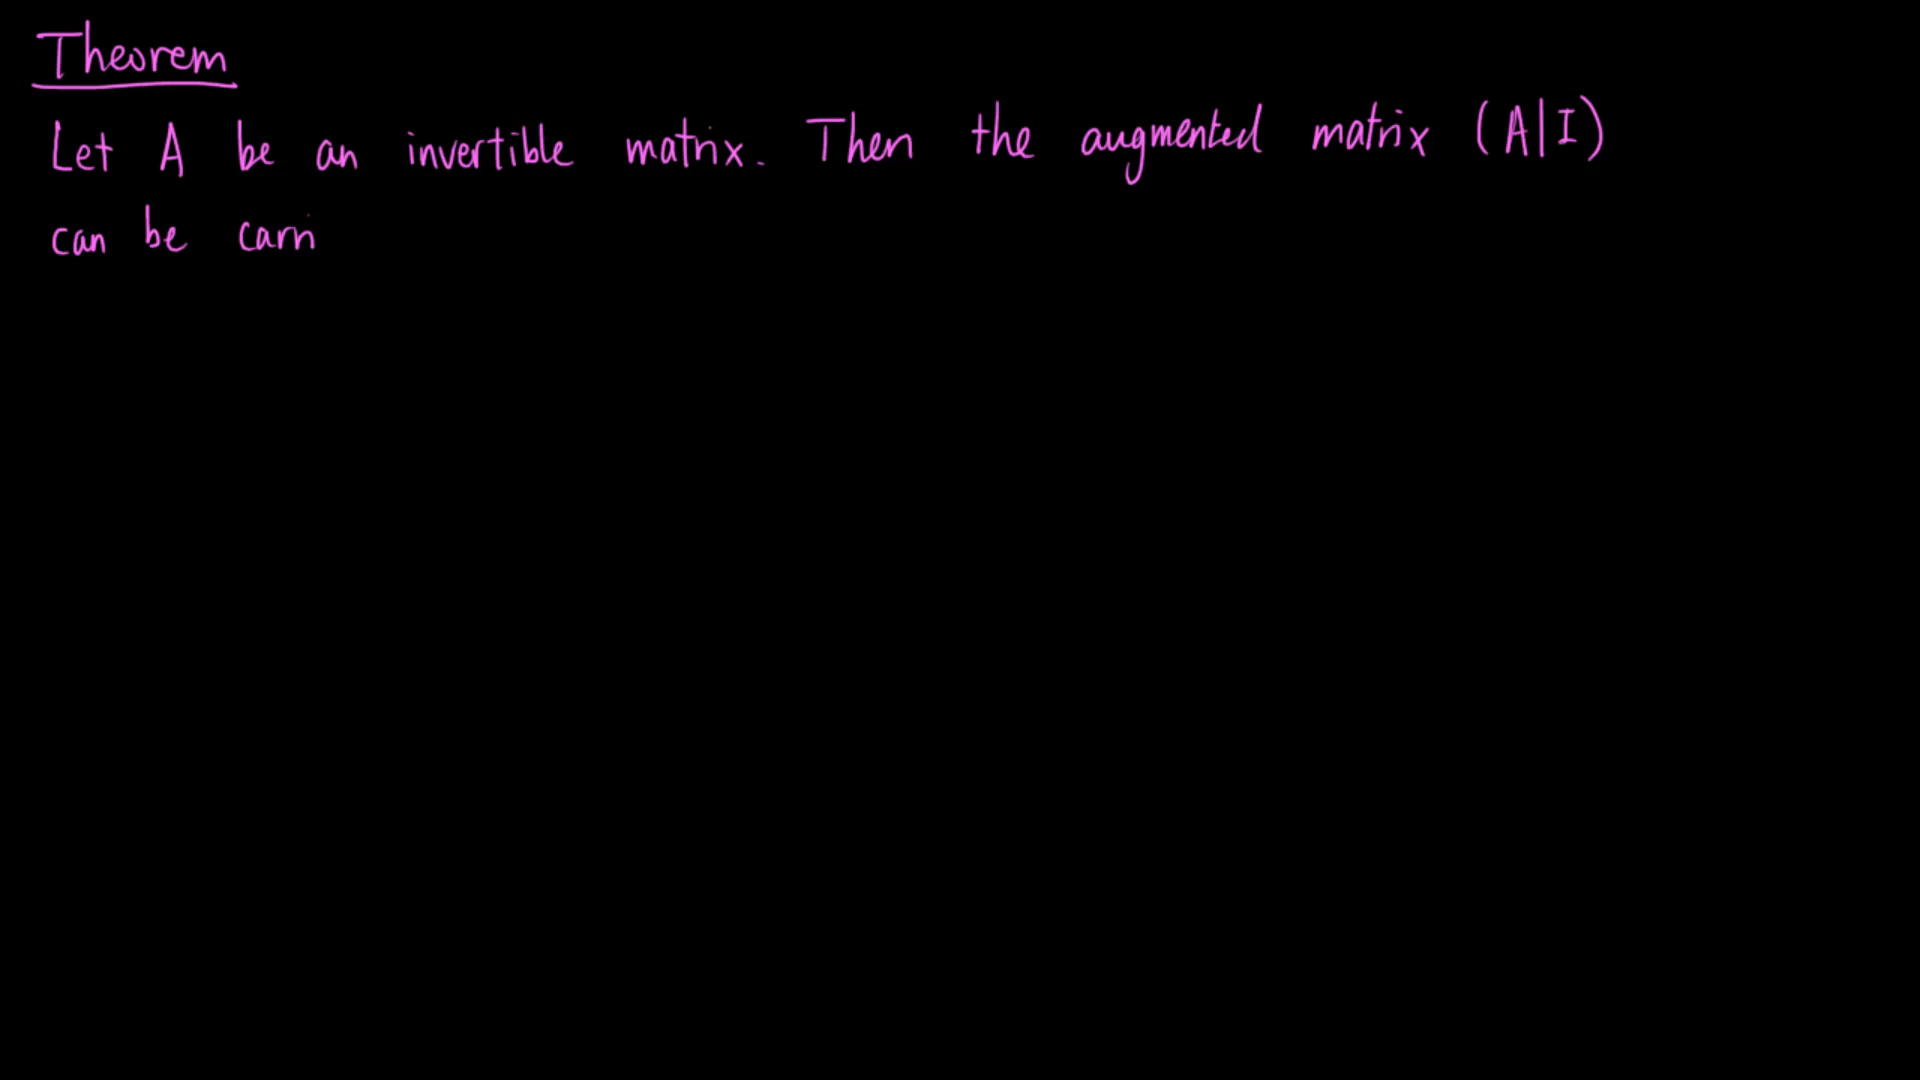 Theorem
Let A be an invertible matrix. Then the augmented matrix (A|I)
can be carri